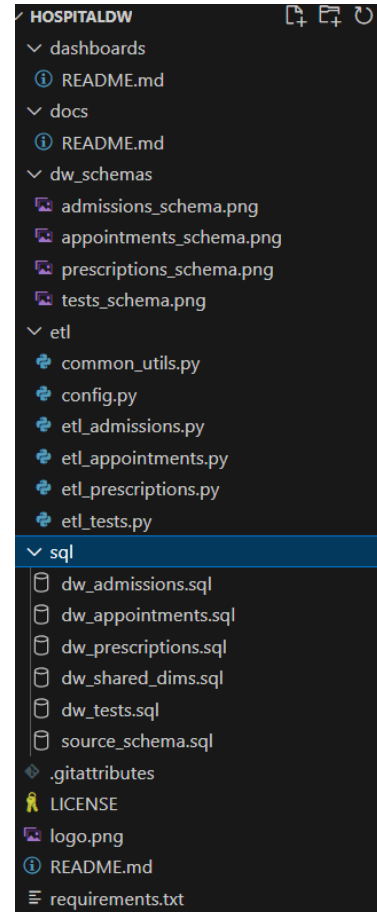 HOSPITALDW
dashboards
README.md
docs
README.md
dw_schemas
admissions_schema.png
appointments_schema.png
prescriptions_schema.png
tests_schema.png
etl
common_utils.py
config.py
etl_admissions.py
etl_appointments.py
etl_prescriptions.py
etl_tests.py
sql
dw_admissions.sql
dw_appointments.sql
dw_prescriptions.sql
dw_shared_dims.sql
dw_tests.sql
source_schema.sql
.gitattributes
LICENSE
logo.png
README.md
requirements.txt